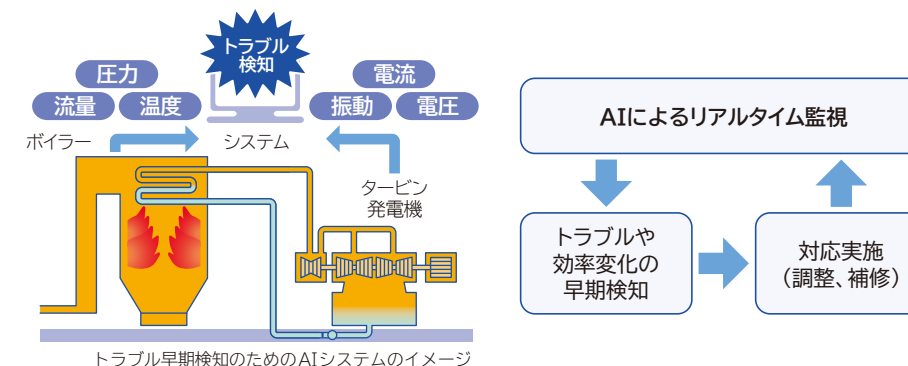 トラブル
検知
圧力
流量
温度
電流
振動
電圧
ボイラー
システム
タービン
発電機
トラブル早期検知のためのAIシステムのイメージ
AIによるリアルタイム監視
トラブルや
効率変化の
早期検知
対応実施
（調整、補修）